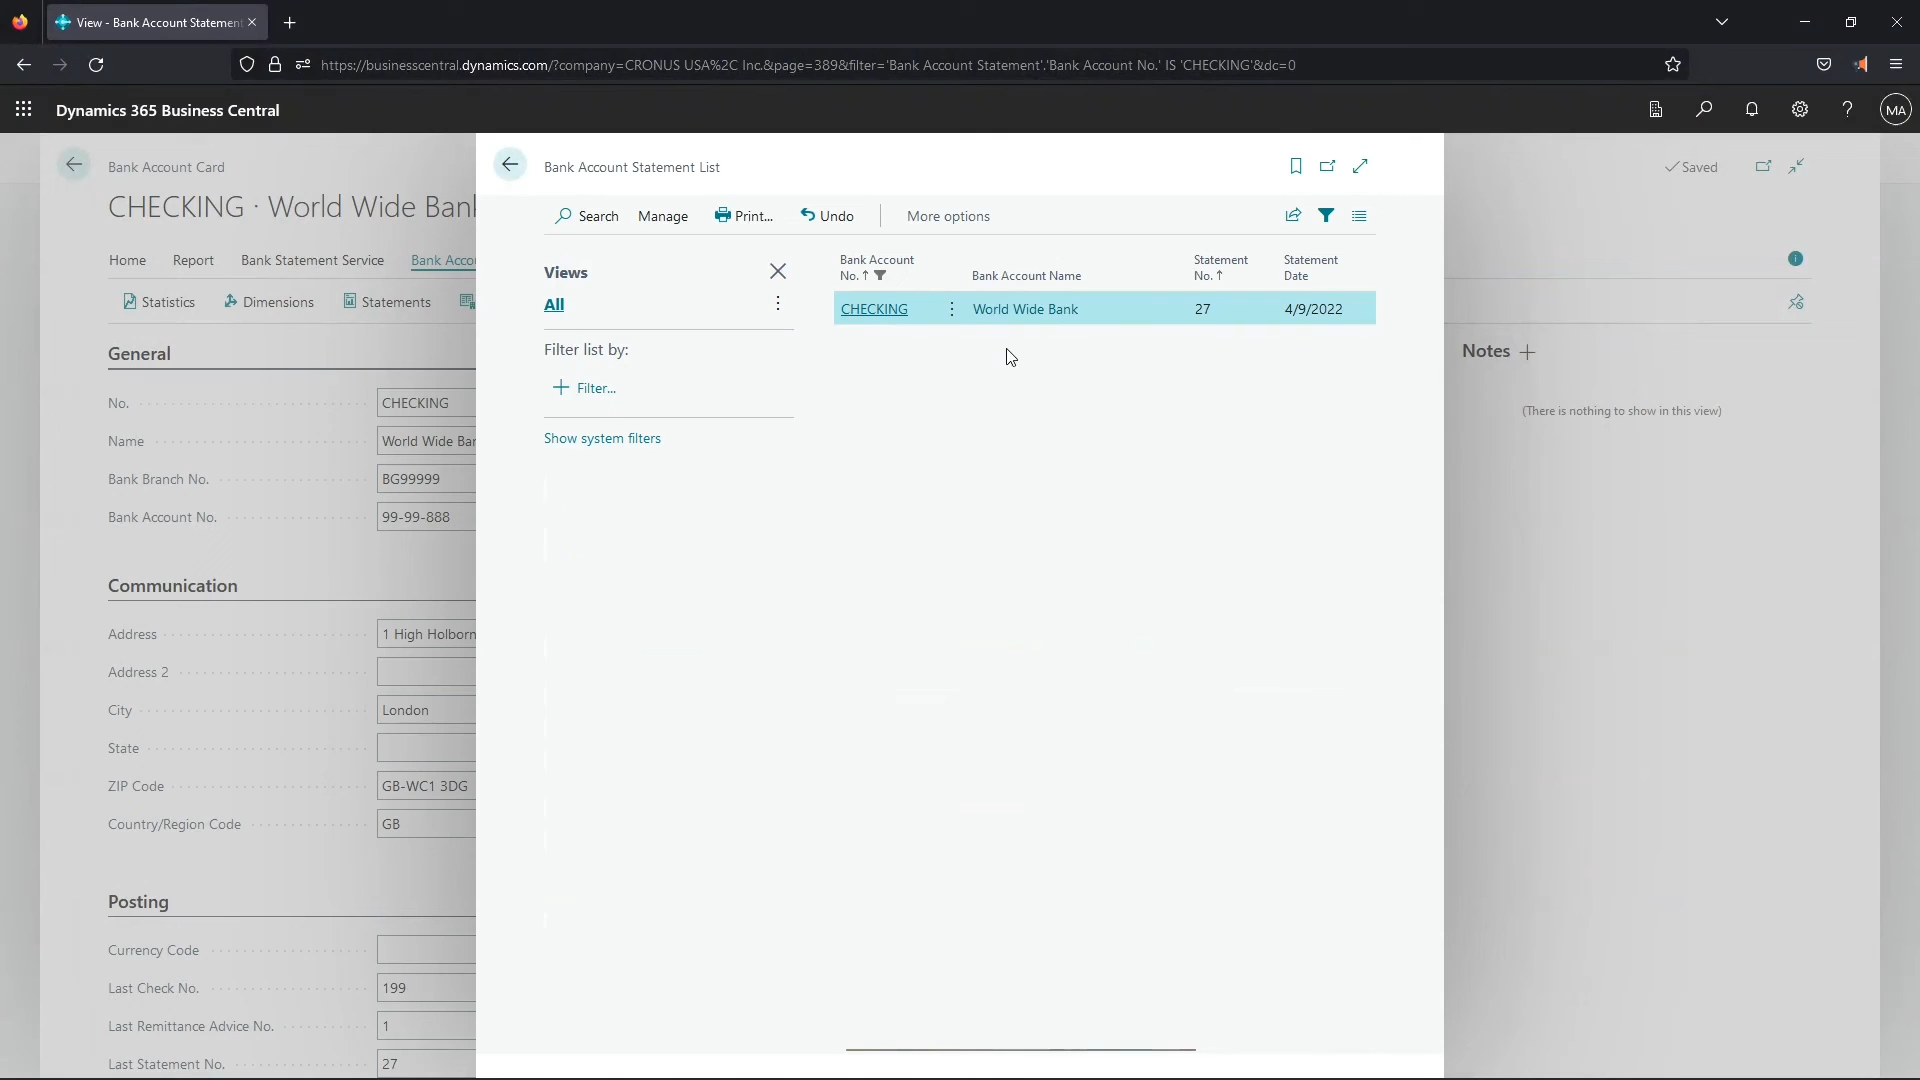 View - Bank Account Statement
https://businesscentral.dynamics.com/?company=CRONUS USA%2C Inc.&page=389&filter='Bank Account Statement'.'Bank Account No.' IS 'CHECKING'&dc=0
Dynamics 365 Business Central
MA
Bank Account Card
Saved
CHECKING · World Wide Bank
Home Report Bank Statement Service Bank Acco
Statistics Dimensions Statements
General
No. CHECKING
Name World Wide Ban
Bank Branch No. BG99999
Bank Account No. 99-99-888
Communication
Address 1 High Holborn
Address 2
City London
State
ZIP Code GB-WC1 3DG
Country/Region Code GB
Posting
Currency Code
Last Check No. 199
Last Remittance Advice No. 1
Last Statement No. 27
Bank Account Statement List
Search Manage Print... Undo More options
Views
All
Filter list by:
Filter...
Show system filters
Bank Account
No. ↑
Bank Account Name
Statement
No. ↑
Statement
Date
CHECKING World Wide Bank 27 4/9/2022
Notes
(There is nothing to show in this view)